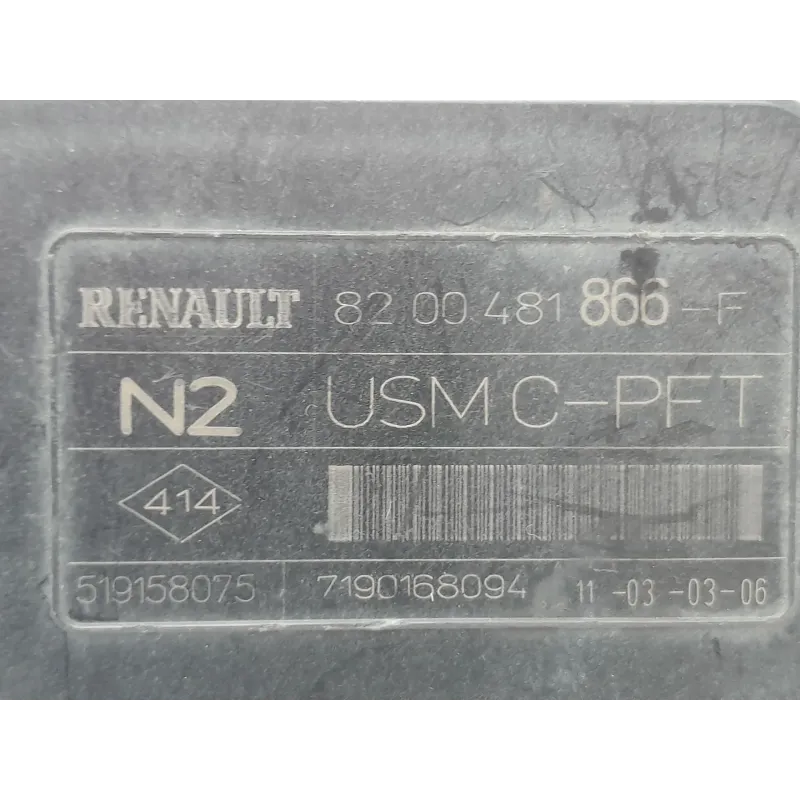 RENAULT 82 00 481 866-F
N2 USM C-PFT
414
519158075 7190168094 11-03-03-06